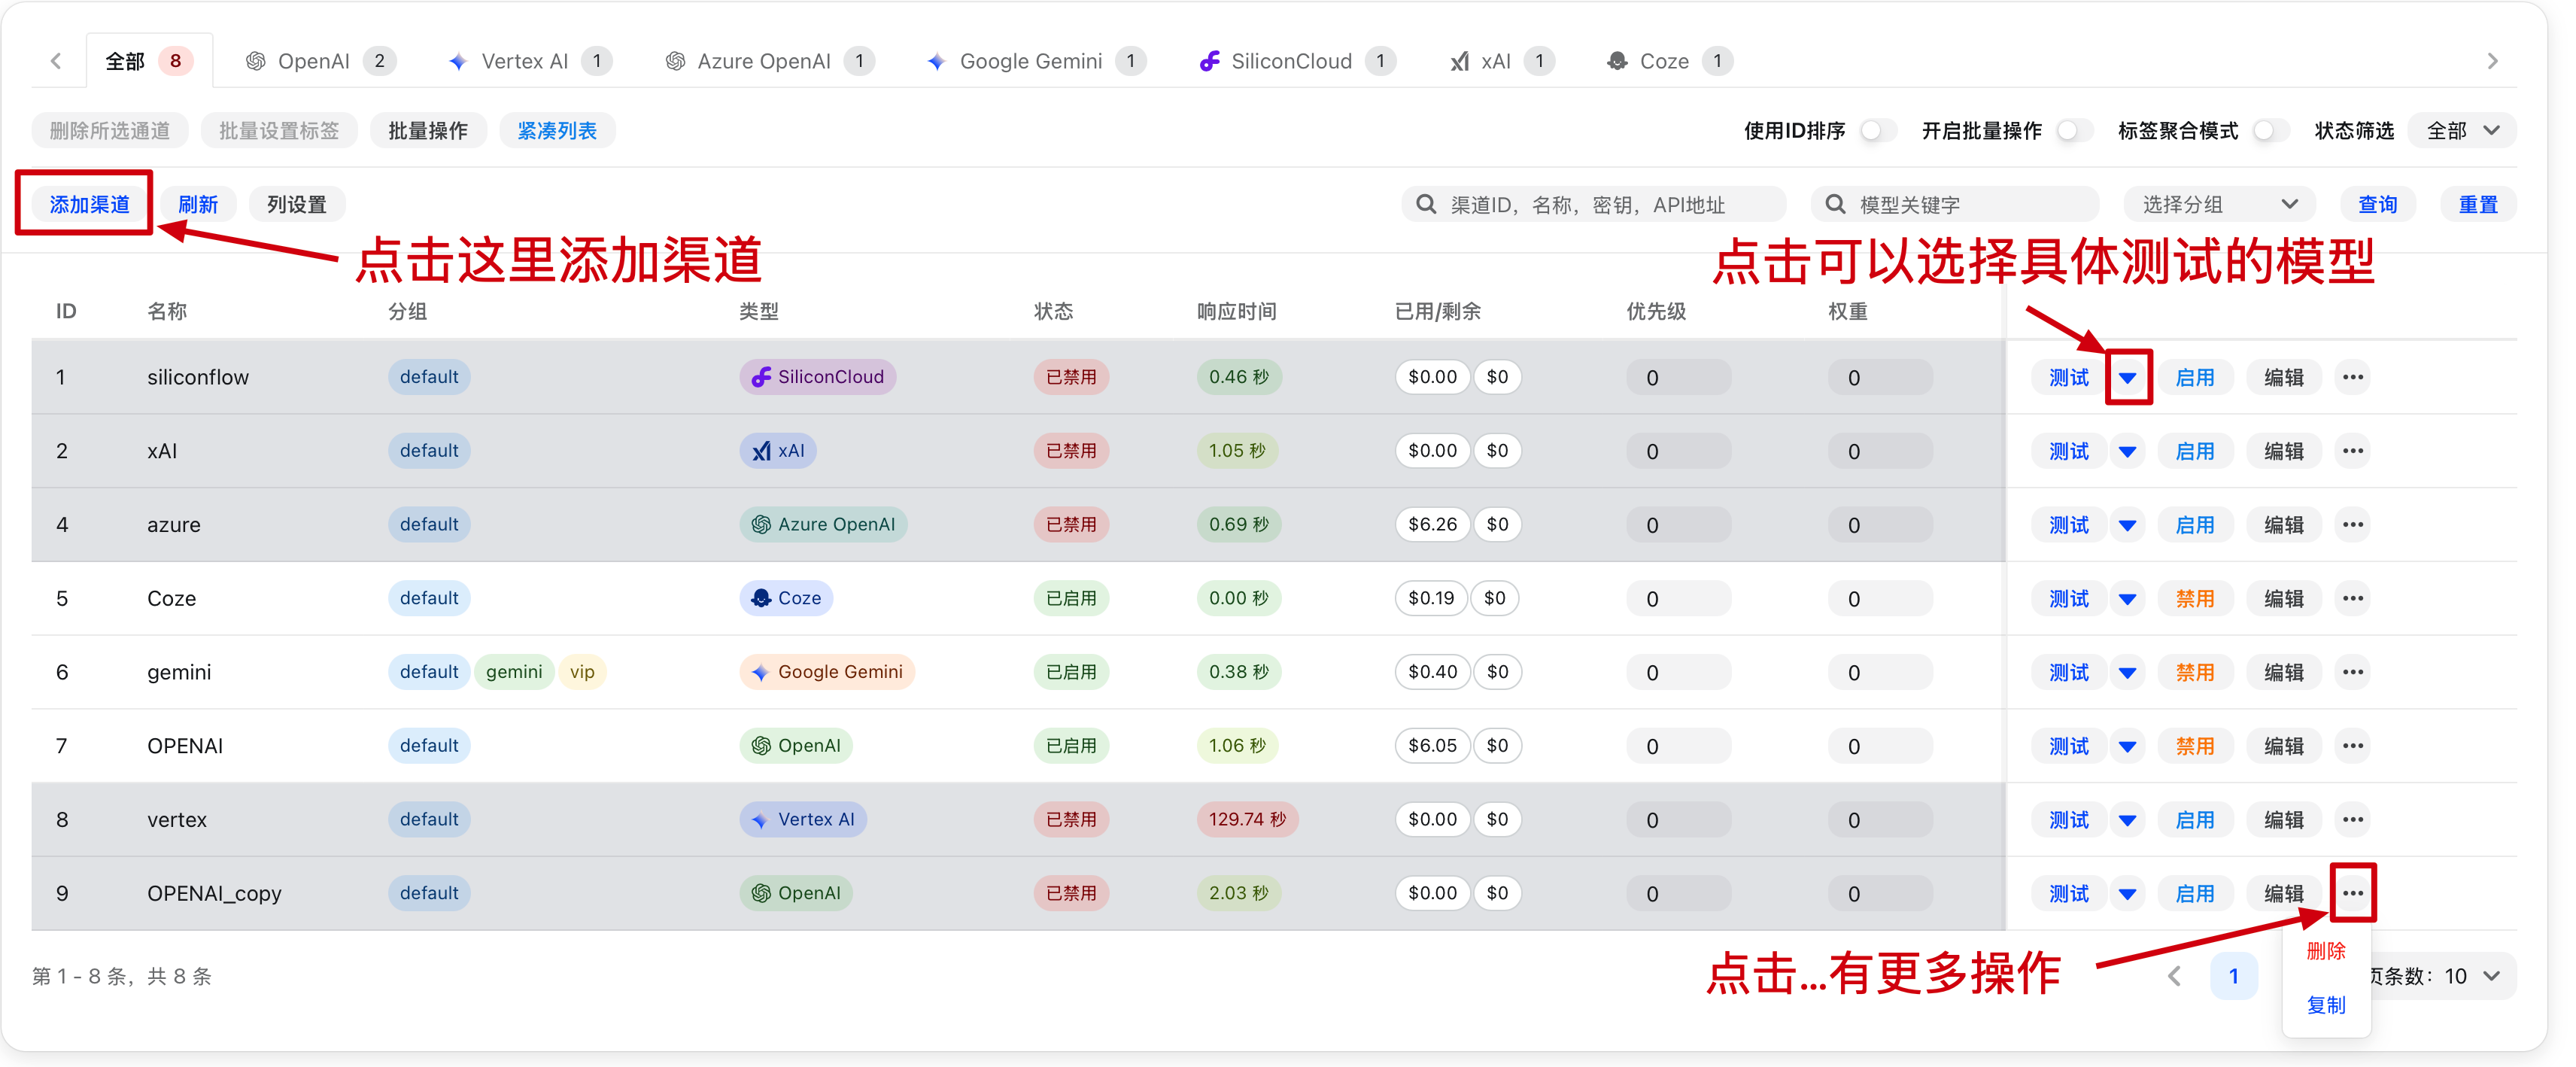 全部 8 OpenAI 2 Vertex AI 1 Azure OpenAI 1 Google Gemini 1 SiliconCloud 1 xAI 1 Coze 1
删除所选通道 批量设置标签 批量操作 紧凑列表 使用ID排序 开启批量操作 标签聚合模式 状态筛选 全部
添加渠道 刷新 列设置 渠道ID，名称，密钥，API地址 模型关键字 选择分组 查询 重置
点击这里添加渠道 点击可以选择具体测试的模型
ID 名称 分组 类型 状态 响应时间 已用/剩余 优先级 权重
1 siliconflow default SiliconCloud 已禁用 0.46 秒 $0.00 $0 0 0 测试 启用 编辑 •••
2 xAI default xAI 已禁用 1.05 秒 $0.00 $0 0 0 测试 启用 编辑 •••
4 azure default Azure OpenAI 已禁用 0.69 秒 $6.26 $0 0 0 测试 启用 编辑 •••
5 Coze default Coze 已启用 0.00 秒 $0.19 $0 0 0 测试 禁用 编辑 •••
6 gemini default gemini vip Google Gemini 已启用 0.38 秒 $0.40 $0 0 0 测试 禁用 编辑 •••
7 OPENAI default OpenAI 已启用 1.06 秒 $6.05 $0 0 0 测试 禁用 编辑 •••
8 vertex default Vertex AI 已禁用 129.74 秒 $0.00 $0 0 0 测试 启用 编辑 •••
9 OPENAI_copy default OpenAI 已禁用 2.03 秒 $0.00 $0 0 0 测试 启用 编辑 •••
点击...有更多操作 删除
第 1 - 8 条，共 8 条 1 页条数：10
复制